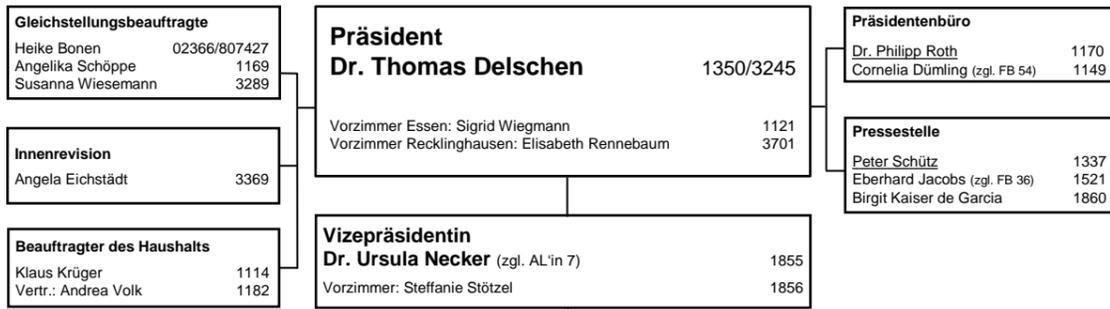 Gleichstellungsbeauftragte
Heike Bonen 02366/807427
Angelika Schöppe 1169
Susanna Wiesemann 3289
Innenrevision
Angela Eichstädt 3369
Beauftragter des Haushalts
Klaus Krüger 1114
Vertr.: Andrea Volk 1182
Präsident
Dr. Thomas Delschen 1350/3245
Vorzimmer Essen: Sigrid Wiegmann 1121
Vorzimmer Recklinghausen: Elisabeth Rennebaum 3701
Vizepräsidentin
Dr. Ursula Necker (zgl. AL‘in 7) 1855
Vorzimmer: Steffanie Stötzel 1856
Präsidentenbüro
Dr. Philipp Roth 1170
Cornelia Dümling (zgl. FB 54) 1149
Pressestelle
Peter Schütz 1337
Eberhard Jacobs (zgl. FB 36) 1521
Birgit Kaiser de Garcia 1860